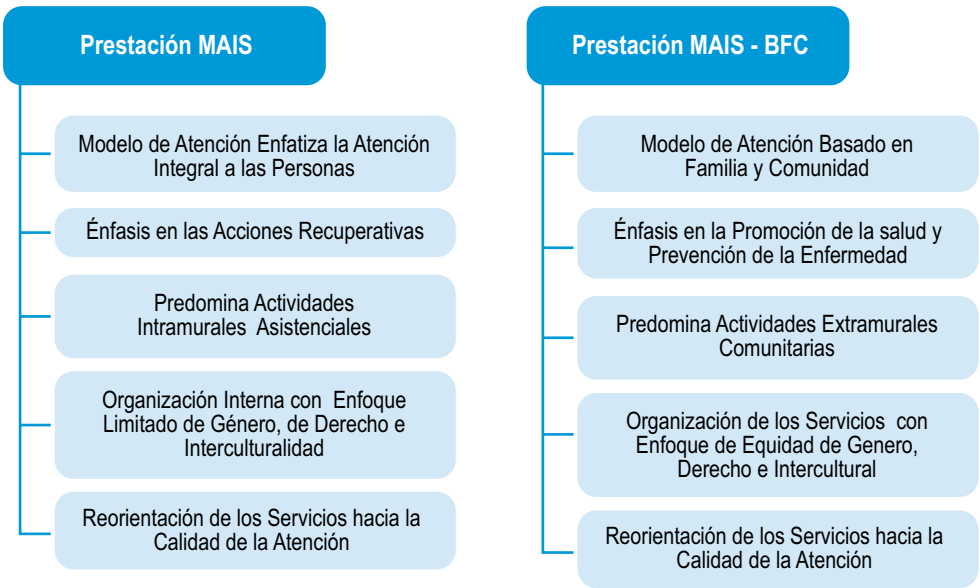 Prestación MAIS
Modelo de Atención Enfatiza la Atención
Integral a las Personas
Énfasis en las Acciones Recuperativas
Predomina Actividades
Intramurales Asistenciales
Organización Interna con Enfoque
Limitado de Género, de Derecho e
Interculturalidad
Reorientación de los Servicios hacia la
Calidad de la Atención
Prestación MAIS - BFC
Modelo de Atención Basado en
Familia y Comunidad
Énfasis en la Promoción de la salud y
Prevención de la Enfermedad
Predomina Actividades Extramurales
Comunitarias
Organización de los Servicios con
Enfoque de Equidad de Genero,
Derecho e Intercultural
Reorientación de los Servicios hacia la
Calidad de la Atención